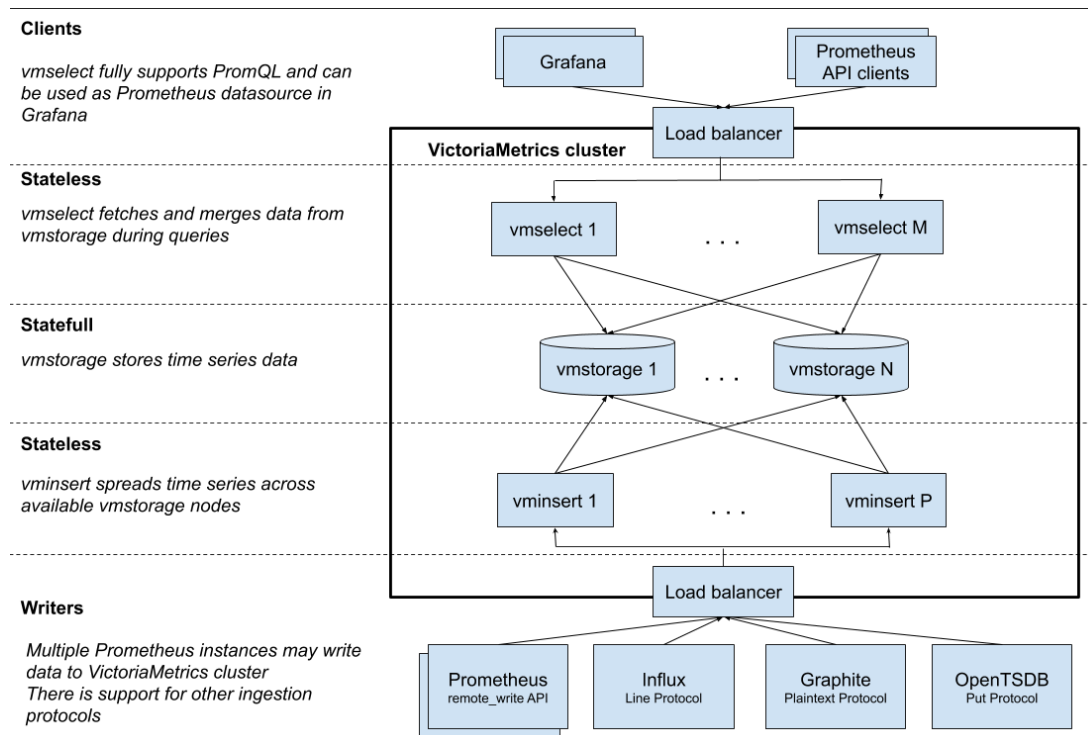 Clients
vmselect fully supports PromQL and can
be used as Prometheus datasource in
Grafana
Grafana
Prometheus
API clients
Load balancer
VictoriaMetrics cluster
Stateless
vmselect fetches and merges data from
vmstorage during queries
vmselect 1
. . .
vmselect M
Statefull
vmstorage stores time series data
vmstorage 1
. . .
vmstorage N
Stateless
vminsert spreads time series across
available vmstorage nodes
vminsert 1
. . .
vminsert P
Load balancer
Writers
Multiple Prometheus instances may write
data to VictoriaMetrics cluster
There is support for other ingestion
protocols
Prometheus
remote_write API
Influx
Line Protocol
Graphite
Plaintext Protocol
OpenTSDB
Put Protocol